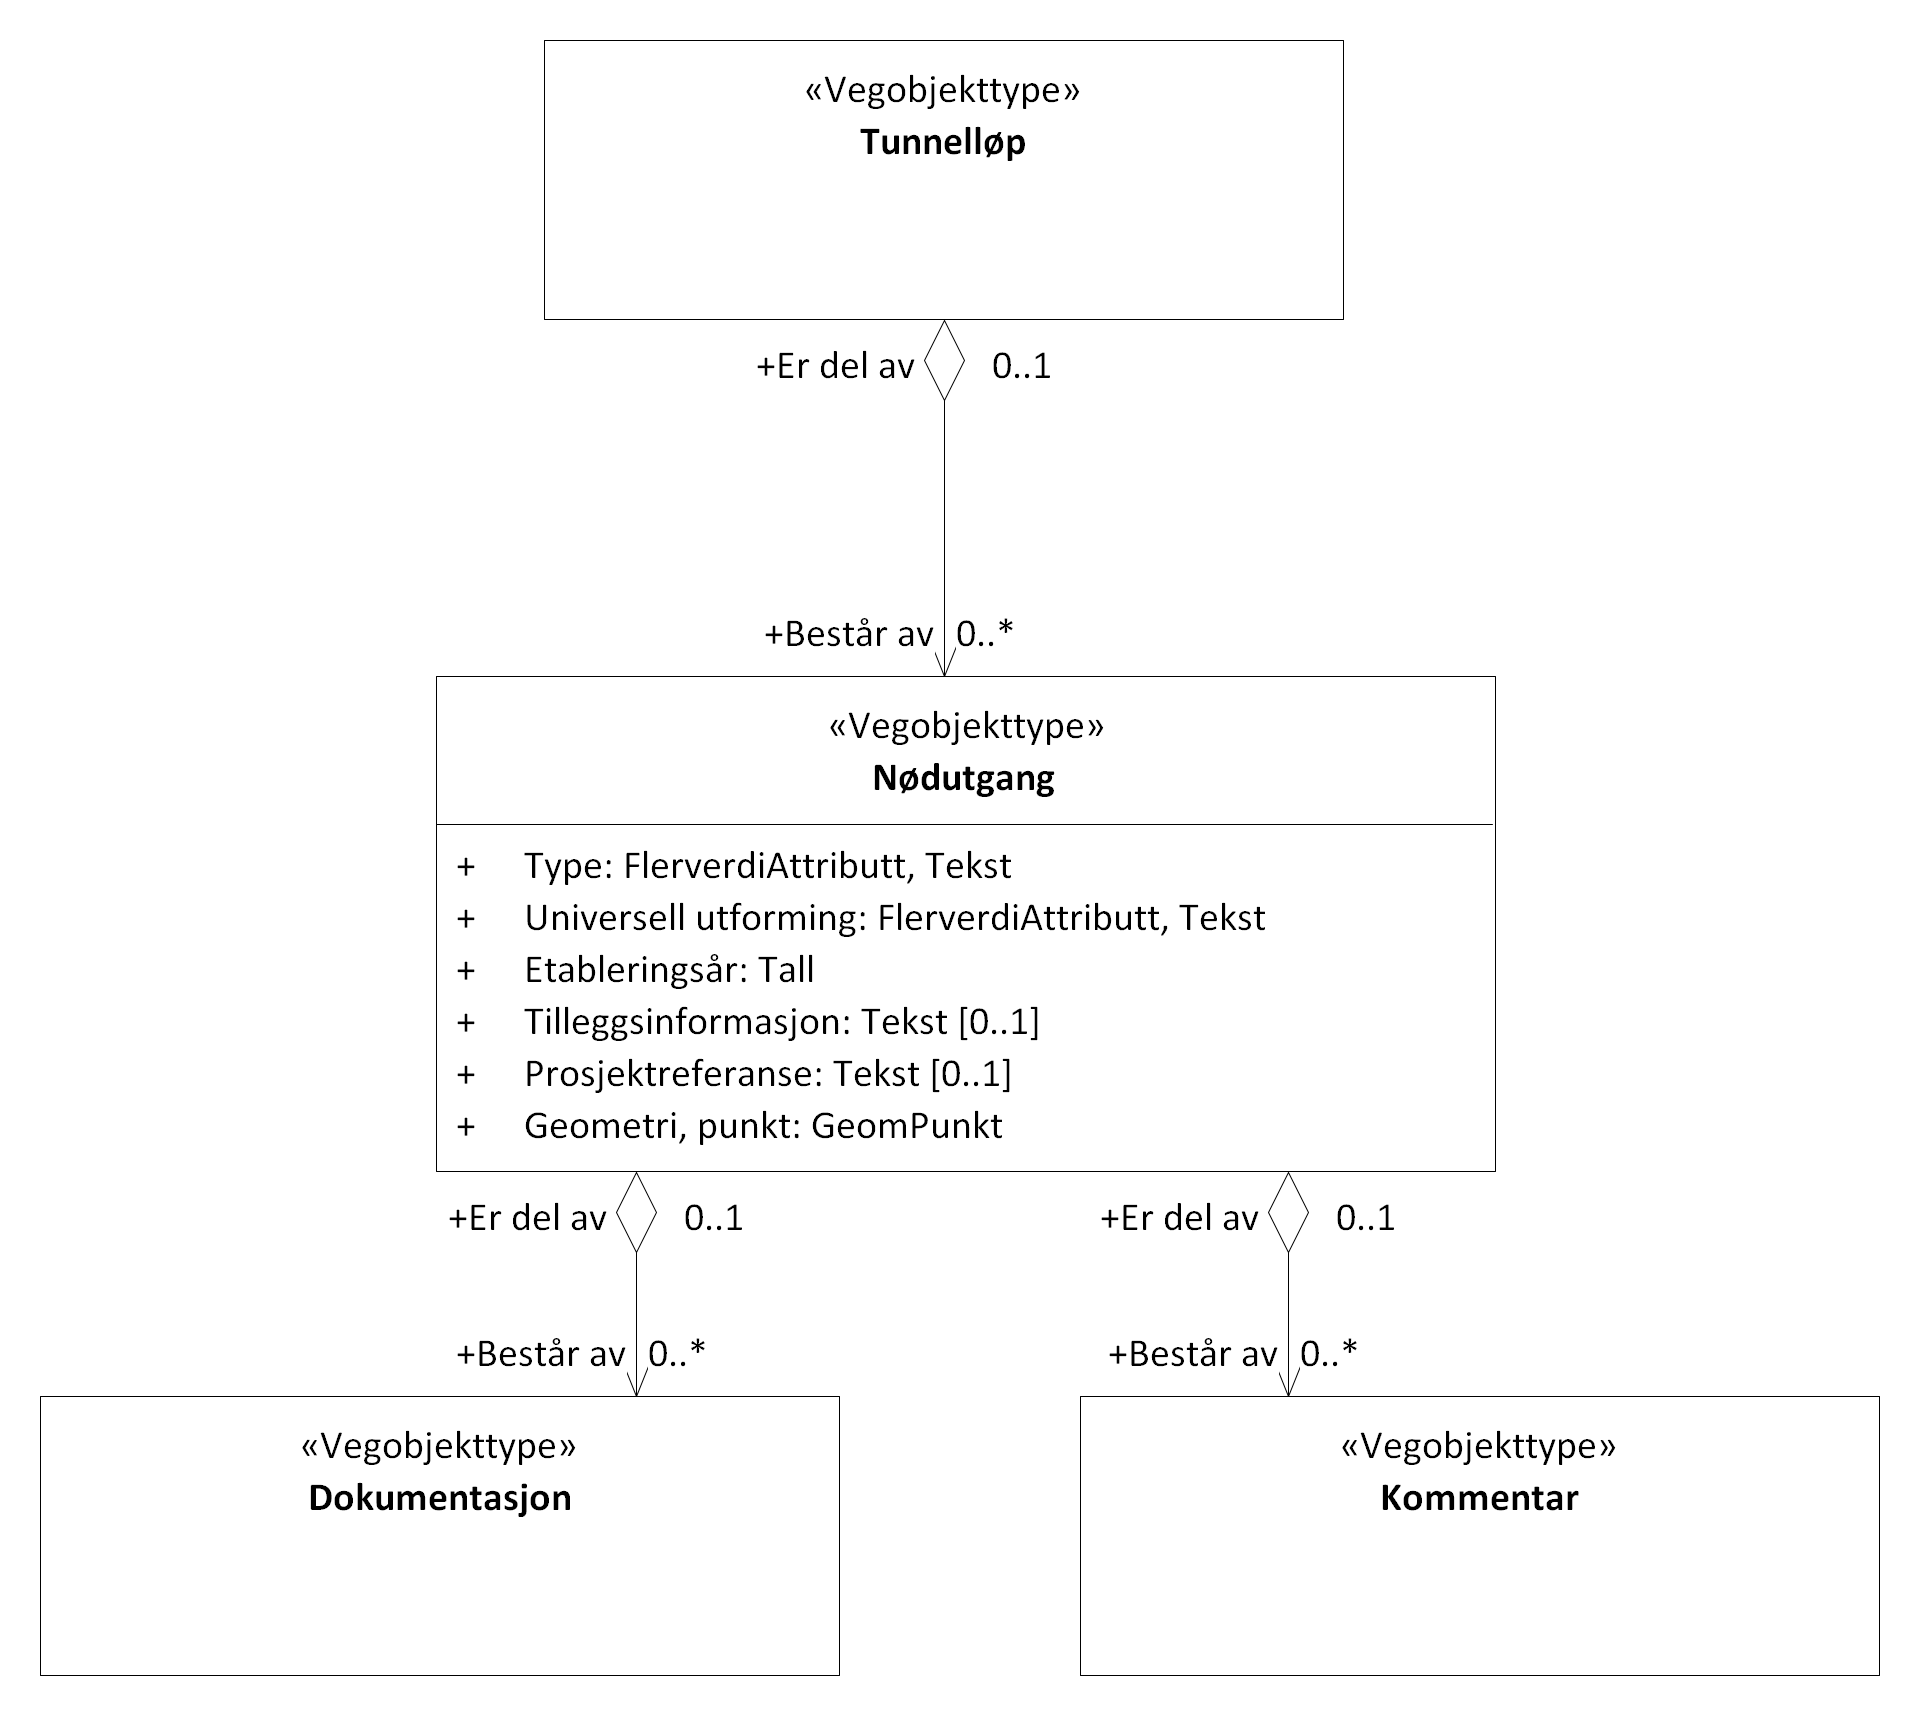 «Vegobjekttype»
Tunnelløp
+Er del av 0..1
+Består av 0..*
«Vegobjekttype»
Nødutgang
+ Type: FlerverdiAttributt, Tekst
+ Universell utforming: FlerverdiAttributt, Tekst
+ Etableringsår: Tall
+ Tilleggsinformasjon: Tekst [0..1]
+ Prosjektreferanse: Tekst [0..1]
+ Geometri, punkt: GeomPunkt
+Er del av 0..1 +Er del av 0..1
+Består av 0..* +Består av 0..*
«Vegobjekttype» «Vegobjekttype»
Dokumentasjon Kommentar